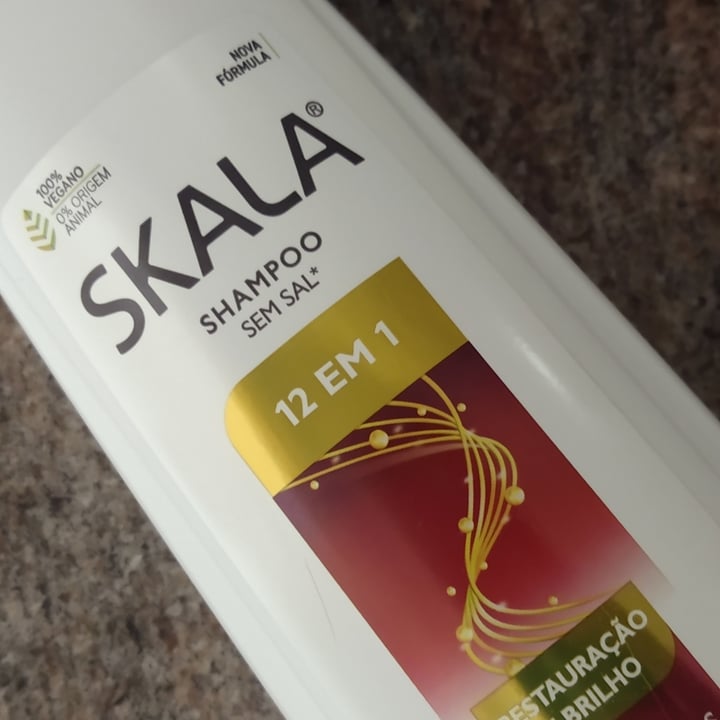 NOVA
FÓRMULA
100%
VEGANO
0% ORIGEM
ANIMAL
SKALA®
SHAMPOO
SEM SAL*
12 EM 1
RESTAURAÇÃO
BRILHO